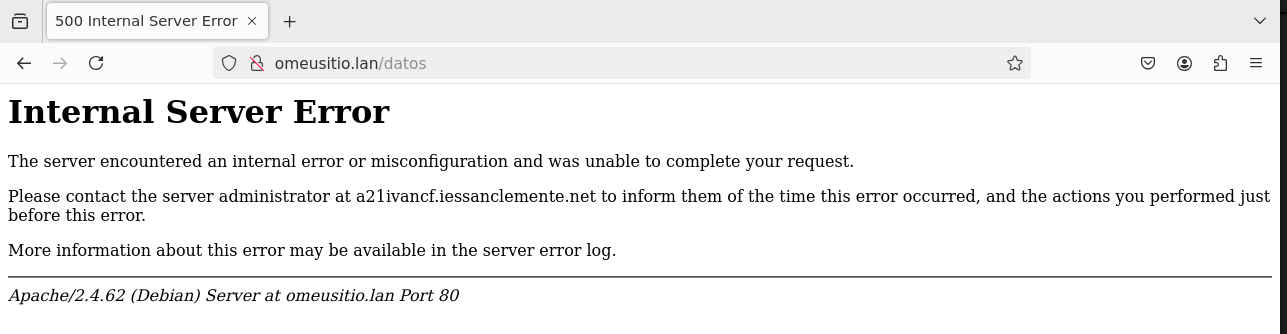 500 Internal Server Error
omeusitio.lan/datos
Internal Server Error
The server encountered an internal error or misconfiguration and was unable to complete your request.
Please contact the server administrator at a21ivancf.iessanclemente.net to inform them of the time this error occurred, and the actions you performed just
before this error.
More information about this error may be available in the server error log.
Apache/2.4.62 (Debian) Server at omeusitio.lan Port 80